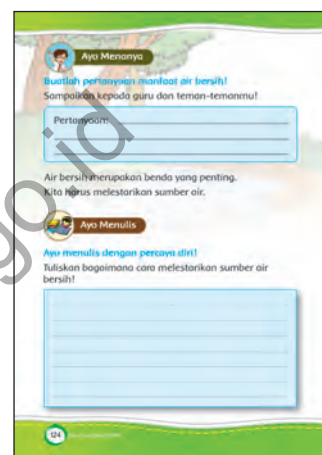 Ayo Menanya
Buatlah pertanyaan manfaat air bersih!
Sampaikan kepada guru dan teman-temanmu!
Pertanyaan:
Air bersih merupakan benda yang penting.
Kita harus melestarikan sumber air.
Ayo Menulis
Ayo menulis dengan percaya diri!
Tuliskan bagaimana cara melestarikan sumber air
bersih!
124
go.id